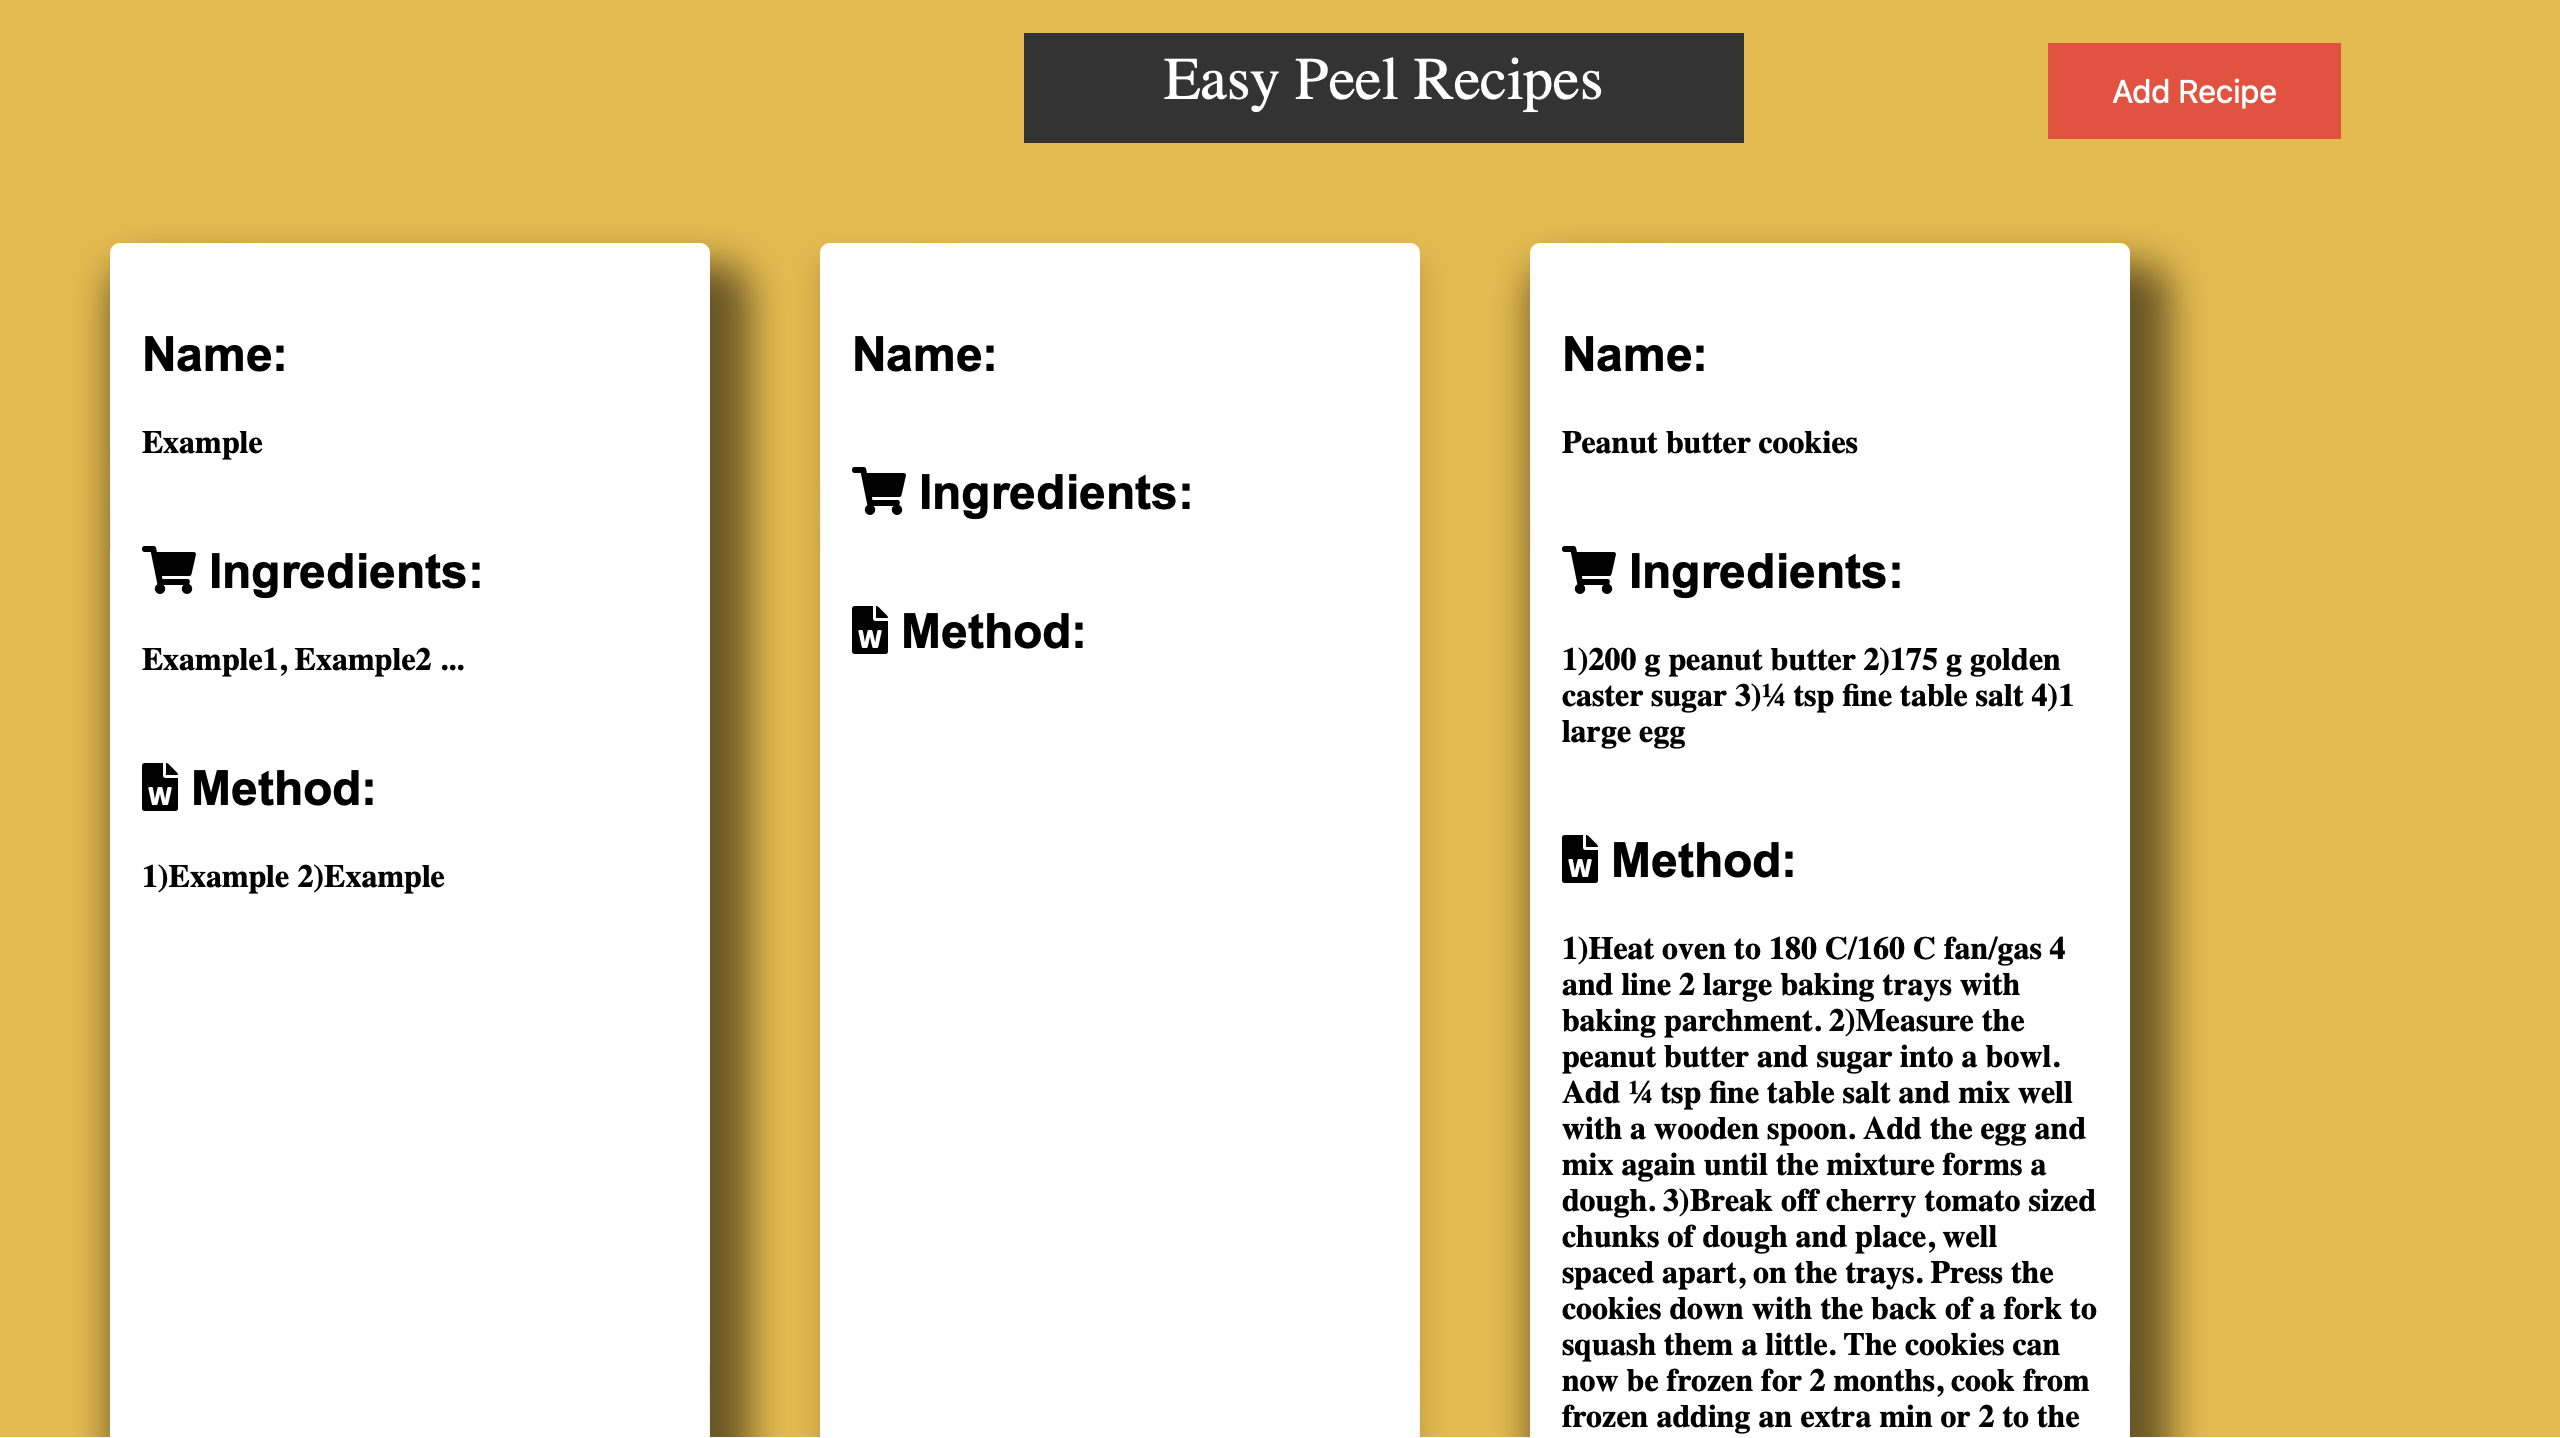 Easy Peel Recipes
Add Recipe
Name:
Example
Ingredients:
Example1, Example2 ...
Method:
1)Example 2)Example
Name:
Ingredients:
Method:
Name:
Peanut butter cookies
Ingredients:
1)200 g peanut butter 2)175 g golden
caster sugar 3)¼ tsp fine table salt 4)1
large egg
Method:
1)Heat oven to 180 C/160 C fan/gas 4
and line 2 large baking trays with
baking parchment. 2)Measure the
peanut butter and sugar into a bowl.
Add ¼ tsp fine table salt and mix well
with a wooden spoon. Add the egg and
mix again until the mixture forms a
dough. 3)Break off cherry tomato sized
chunks of dough and place, well
spaced apart, on the trays. Press the
cookies down with the back of a fork to
squash them a little. The cookies can
now be frozen for 2 months, cook from
frozen adding an extra min or 2 to the